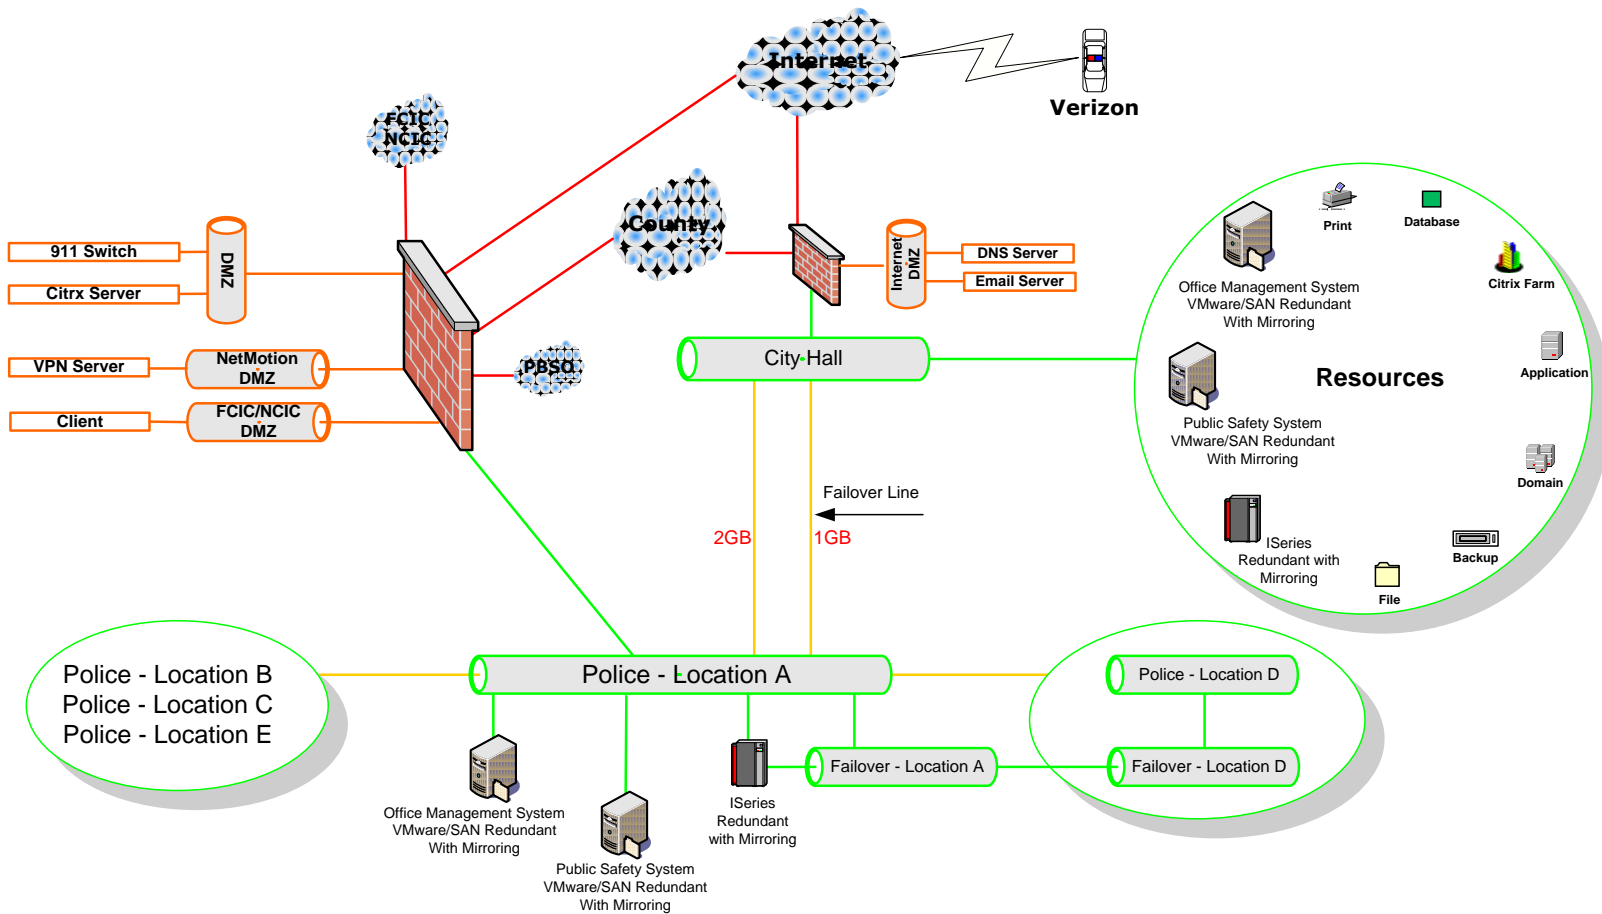 Internet
Verizon
FCIC
NCIC
County
PBSO
911 Switch
Citrx Server
DMZ
VPN Server
NetMotion
DMZ
Client
FCIC/NCIC
DMZ
Internet
DMZ
DNS Server
Email Server
City Hall
Failover Line
2GB
1GB
Resources
Print
Database
Citrix Farm
Application
Domain
Backup
File
Office Management System
VMware/SAN Redundant
With Mirroring
Public Safety System
VMware/SAN Redundant
With Mirroring
ISeries
Redundant with
Mirroring
Police - Location B
Police - Location C
Police - Location E
Police - Location A
Police - Location D
Failover - Location A
Failover - Location D
Office Management System
VMware/SAN Redundant
With Mirroring
Public Safety System
VMware/SAN Redundant
With Mirroring
ISeries
Redundant
with Mirroring